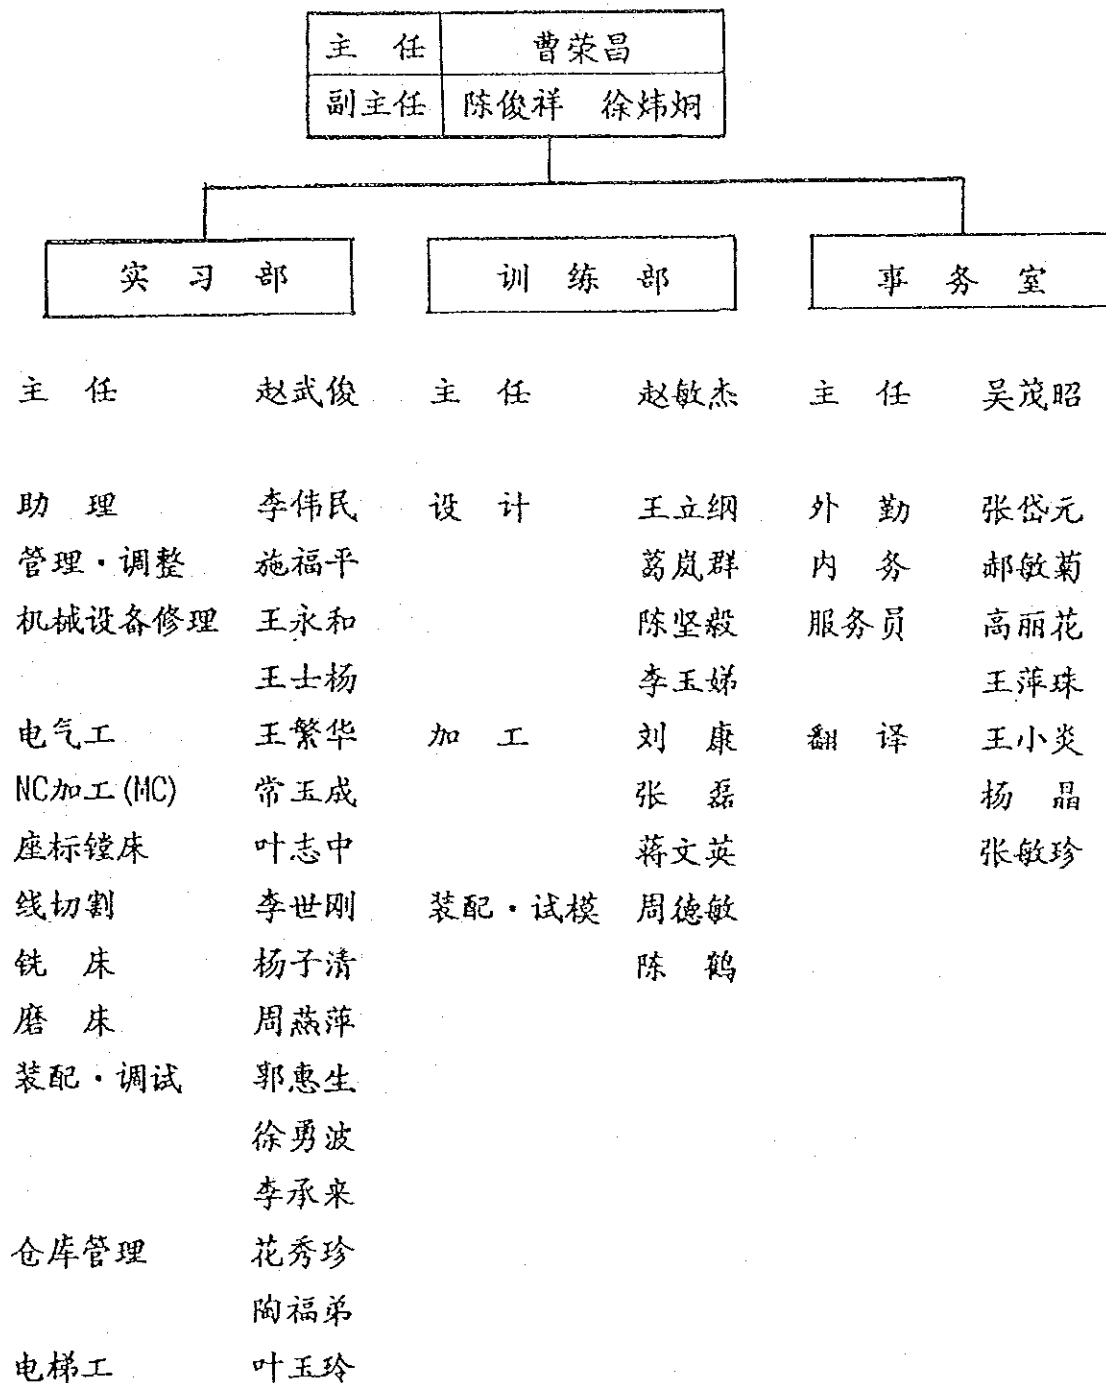 主 任 曹荣昌
副主任 陈俊祥 徐炜炯
实 习 部 训 练 部 事 务 室
主 任 赵武俊 主 任 赵敏杰 主 任 吴茂昭
助 理 李伟民 设 计 王立纲 外 勤 张岱元
管理·调整 施福平 葛岚群 内 务 郝敏菊
机械设备修理 王永和 陈坚毅 服务员 高丽花
王士杨 李玉娣 王萍珠
电气工 王繁华 加 工 刘 康 翻 译 王小炎
NC加工(MC) 常玉成 张 磊 杨 晶
座标镗床 叶志中 蒋文英 张敏珍
线切割 李世刚 装配·试模 周德敏
铣 床 杨子清 陈 鹤
磨 床 周燕萍
装配·调试 郭惠生
徐勇波
李承来
仓库管理 花秀珍
陶福弟
电梯工 叶玉玲